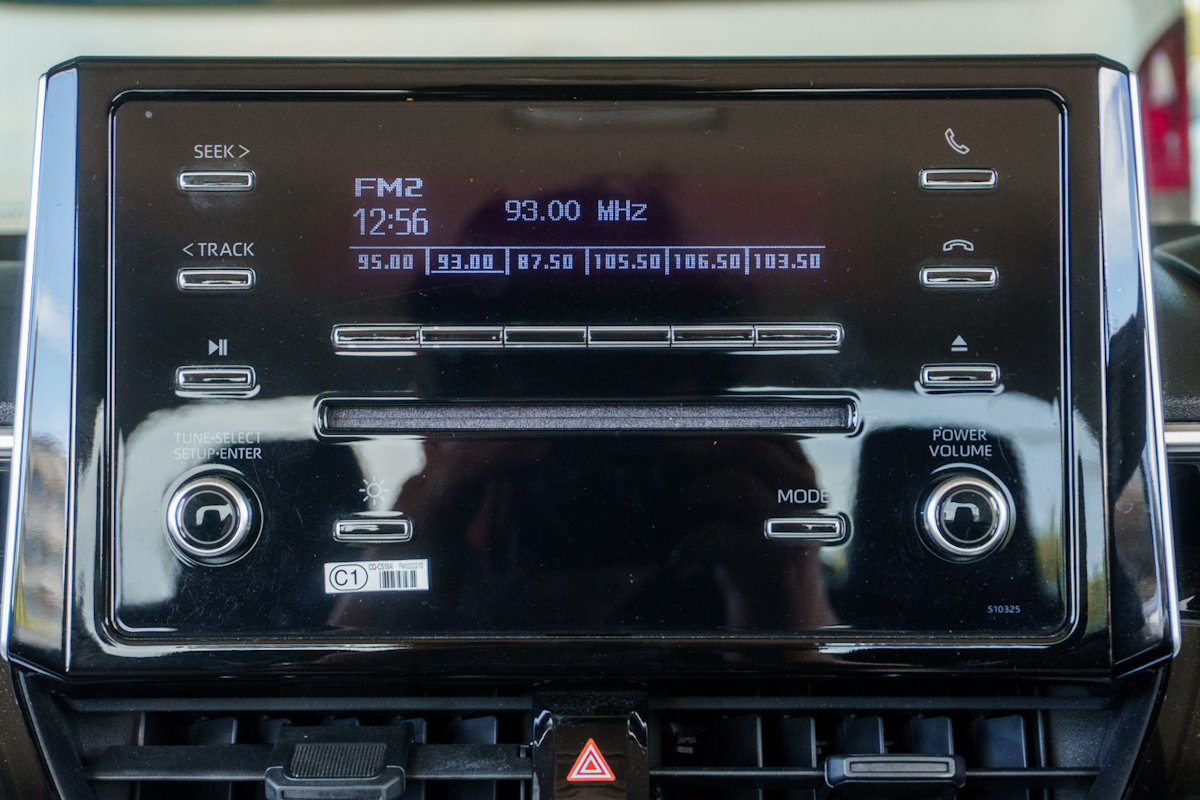 SEEK >
FM2
12:56
93.00 MHz
< TRACK
95.00 93.00 87.50 105.50 106.50 103.50
TUNE•SELECT
SETUP•ENTER
POWER
VOLUME
MODE
C1
510325